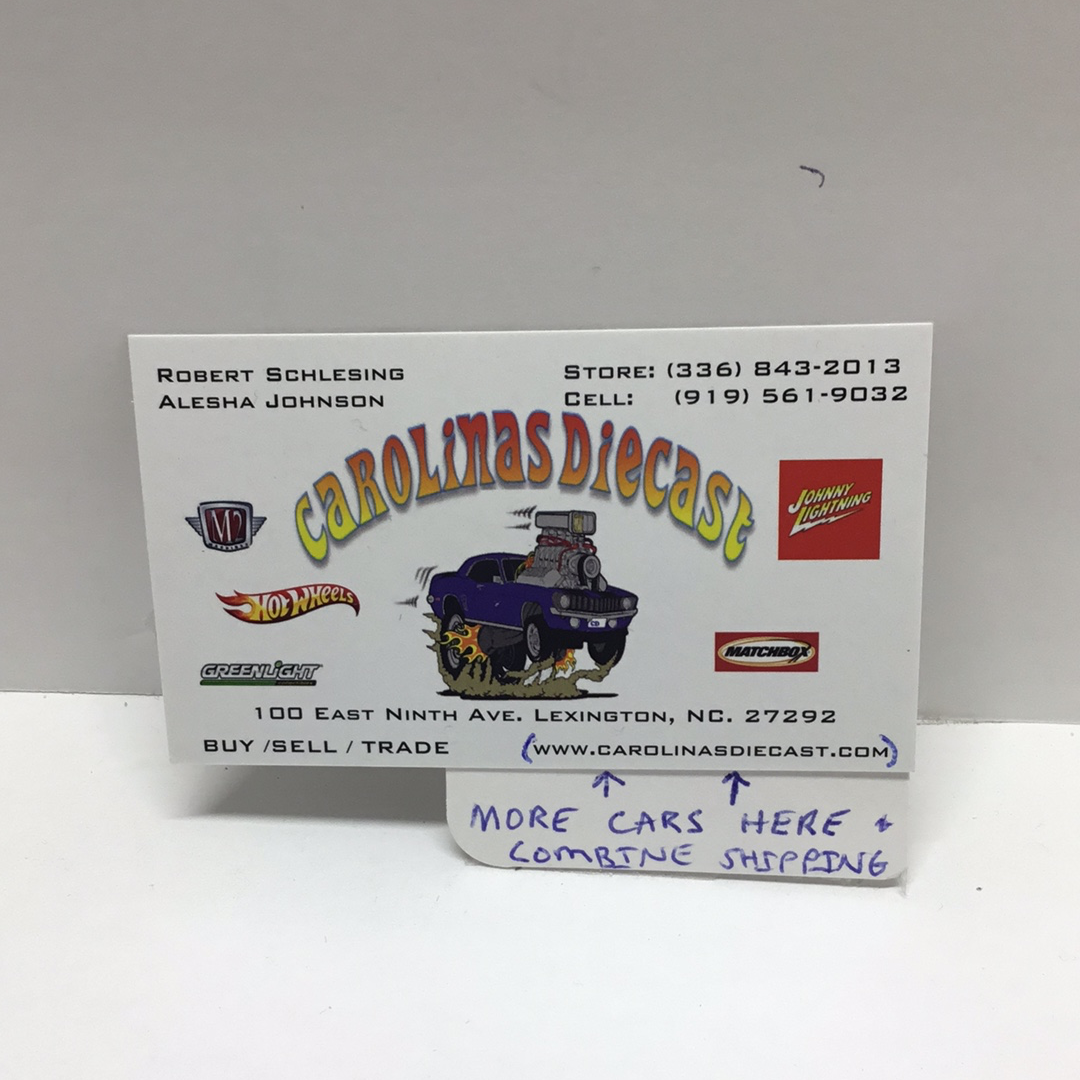 ROBERT SCHLESING
ALESHA JOHNSON
STORE: (336) 843-2013
CELL: (919) 561-9032
CAROLINAS DIECAST
M2
JOHNNY
LIGHTNING
HOT WHEELS
GREENLIGHT
MATCHBOX
CD
100 EAST NINTH AVE. LEXINGTON, NC. 27292
BUY /SELL / TRADE
(WWW.CAROLINASDIECAST.COM)
↑ ↑
MORE CARS HERE +
COMBINE SHIPPING